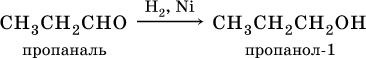 H₂, Ni
CH₃CH₂CHO ⟶ CH₃CH₂CH₂OH
пропаналь пропанол-1